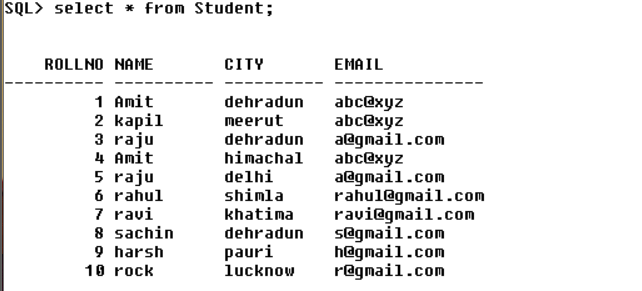 SQL> select * from Student;
ROLLNO NAME CITY EMAIL
---------- ---------- ---------- ---------------
1 Amit dehradun abc@xyz
2 kapil meerut abc@xyz
3 raju dehradun a@gmail.com
4 Amit himachal abc@xyz
5 raju delhi a@gmail.com
6 rahul shimla rahul@gmail.com
7 ravi khatima ravi@gmail.com
8 sachin dehradun s@gmail.com
9 harsh pauri h@gmail.com
10 rock lucknow r@gmail.com